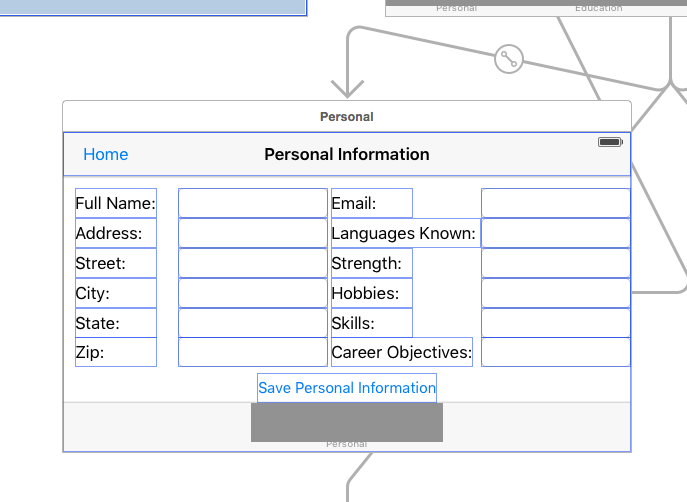 Personal Education
Personal
Home Personal Information
Full Name: Email:
Address: Languages Known:
Street: Strength:
City: Hobbies:
State: Skills:
Zip: Career Objectives:
Save Personal Information
Personal